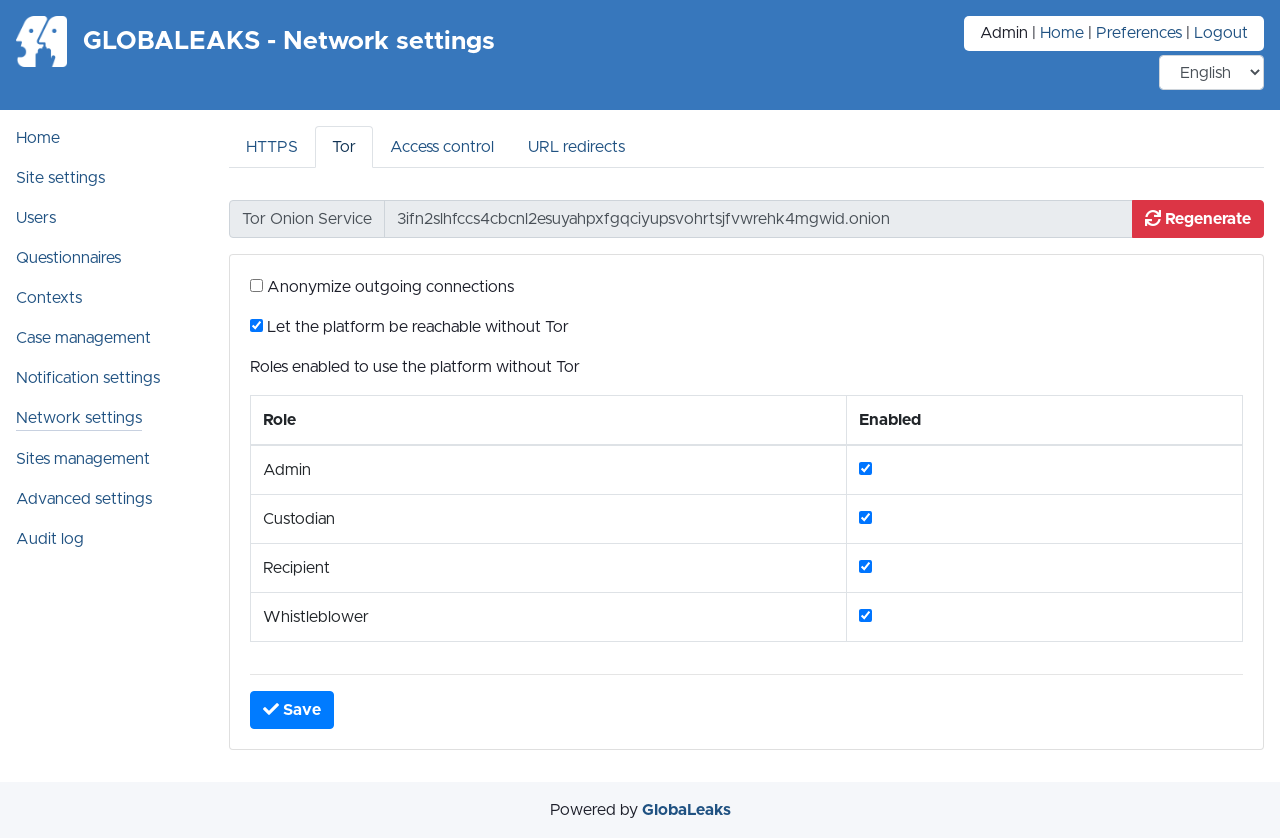 GLOBALEAKS - Network settings
Admin | Home | Preferences | Logout
English
Home
Site settings
Users
Questionnaires
Contexts
Case management
Notification settings
Network settings
Sites management
Advanced settings
Audit log
HTTPS Tor Access control URL redirects
Tor Onion Service 3ifn2slhfccs4cbcnl2esuyahpxfgqciyupsvohrtsjfvwrehk4mgwid.onion Regenerate
Anonymize outgoing connections
Let the platform be reachable without Tor
Roles enabled to use the platform without Tor
Role Enabled
Admin
Custodian
Recipient
Whistleblower
Save
Powered by GlobaLeaks